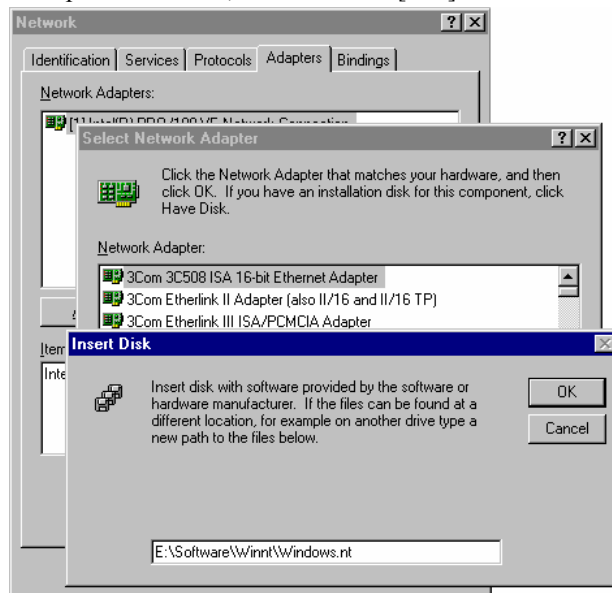 Network
Identification Services Protocols Adapters Bindings
Network Adapters:
Select Network Adapter
Click the Network Adapter that matches your hardware, and then
click OK. If you have an installation disk for this component, click
Have Disk.
Network Adapter:
3Com 3C508 ISA 16-bit Ethernet Adapter
3Com Etherlink II Adapter (also II/16 and II/16 TP)
3Com Etherlink III ISA/PCMCIA Adapter
Insert Disk
Insert disk with software provided by the software or
hardware manufacturer. If the files can be found at a
different location, for example on another drive type a
new path to the files below.
OK
Cancel
E:\Software\Winnt\Windows.nt